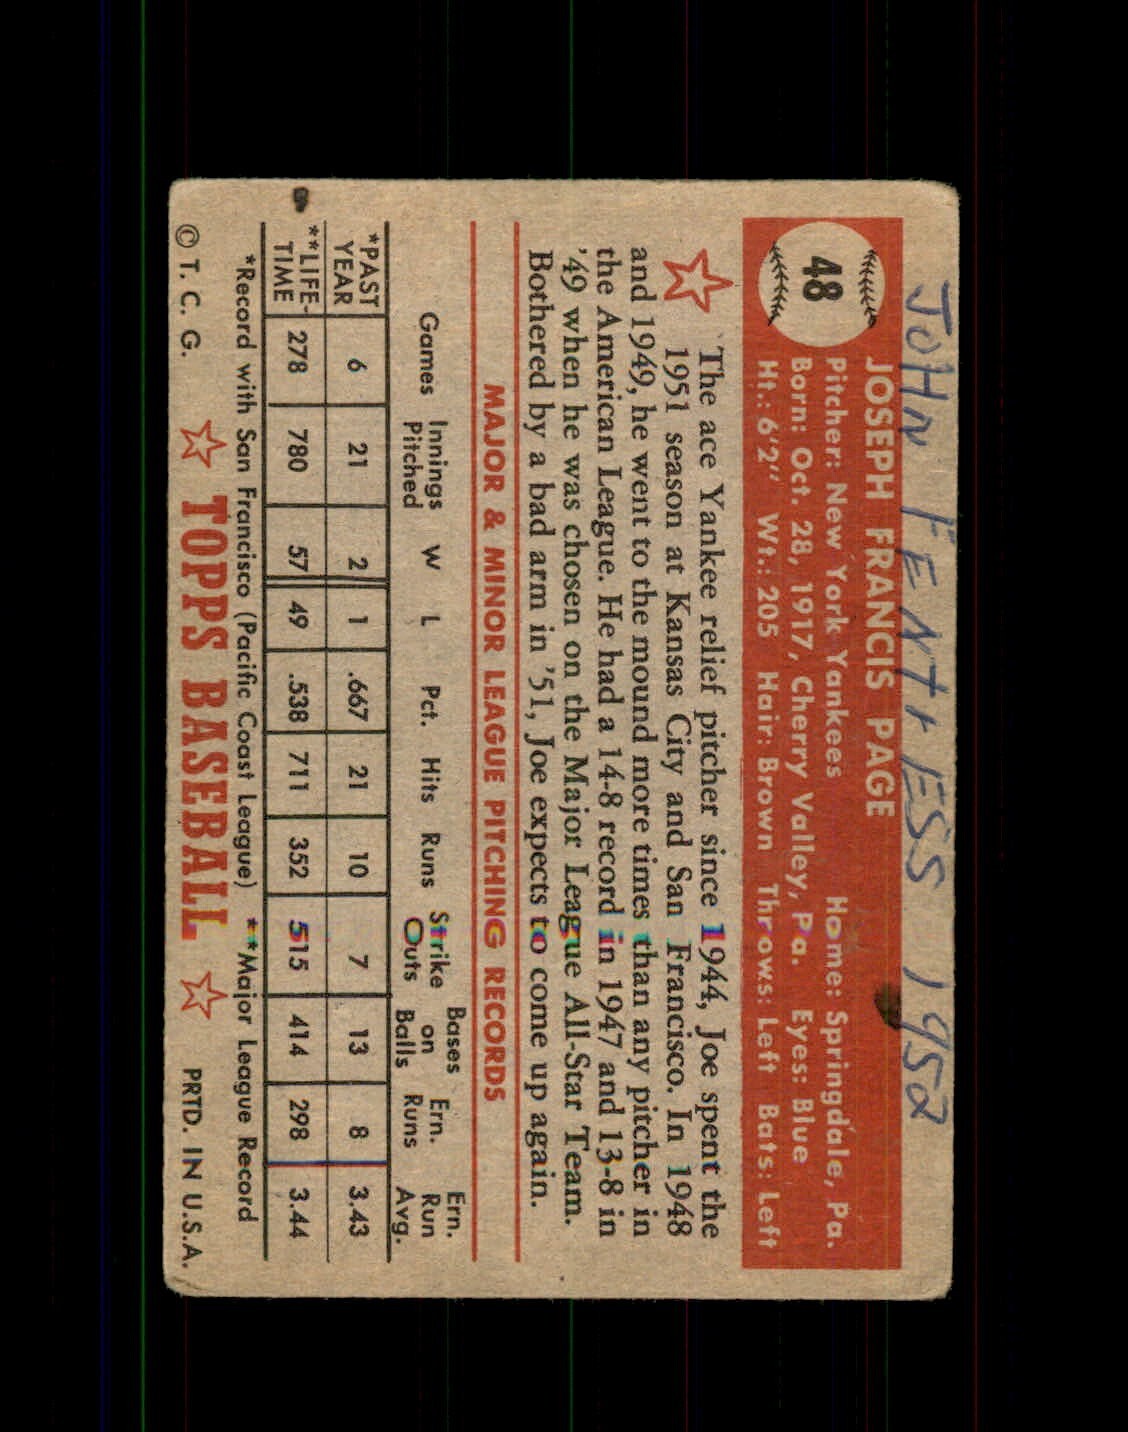 JOHN FENTRESS 1952
48
JOSEPH FRANCIS PAGE
Pitcher: New York Yankees Home: Springdale, Pa.
Born: Oct. 28, 1917, Cherry Valley, Pa. Eyes: Blue
Ht.: 6'2" Wt.: 205 Hair: Brown Throws: Left Bats: Left
The ace Yankee relief pitcher since 1944, Joe spent the
1951 season at Kansas City and San Francisco. In 1948
and 1949, he went to the mound more times than any pitcher in
the American League. He had a 14-8 record in 1947 and 13-8 in
'49 when he was chosen on the Major League All-Star Team.
Bothered by a bad arm in '51, Joe expects to come up again.
MAJOR & MINOR LEAGUE PITCHING RECORDS
Games Innings Pitched W L Pct. Hits Runs Strike Outs Bases on Balls Ern. Runs Ern. Run Avg.
*PAST YEAR 6 21 2 1 .667 21 10 7 13 8 3.43
**LIFE-TIME 278 780 57 49 .538 711 352 515 414 298 3.44
*Record with San Francisco (Pacific Coast League) **Major League Record
© T. C. G. TOPPS BASEBALL PRTD. IN U.S.A.